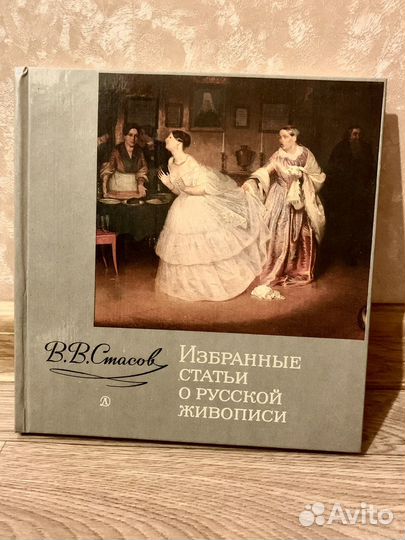 В.В.Стасов
ИЗБРАННЫЕ
СТАТЬИ
О РУССКОЙ
ЖИВОПИСИ
Д
Avito